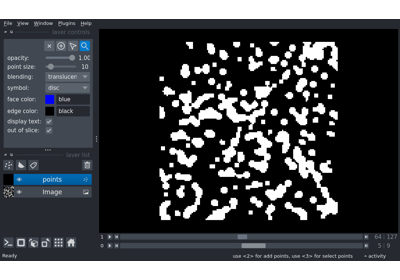 File View Window Plugins Help
layer controls
opacity: 1.00
point size: 10
blending: translucen
symbol: disc
face color: blue
edge color: black
display text:
out of slice:
layer list
points
Image
1 64 127
0 5 9
Ready use <2> for add points, use <3> for select points activity